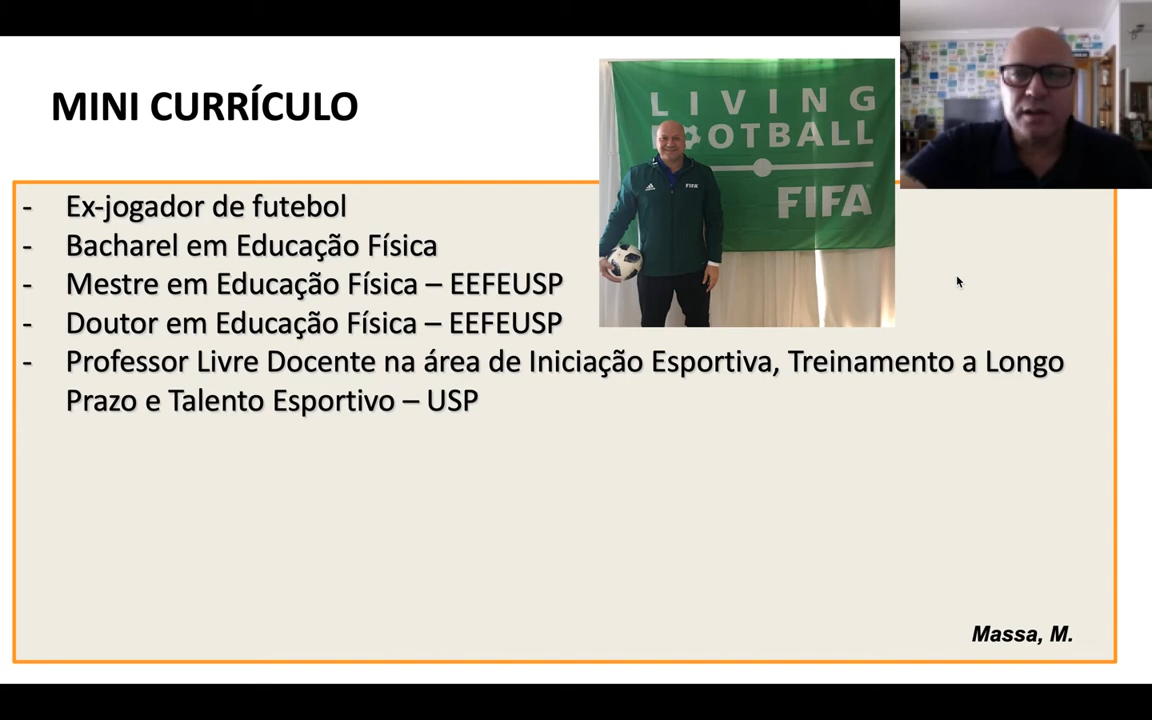 MINI CURRÍCULO
LIVING
FOOTBALL
FIFA
FIFA
- Ex-jogador de futebol
- Bacharel em Educação Física
- Mestre em Educação Física – EEFEUSP
- Doutor em Educação Física – EEFEUSP
- Professor Livre Docente na área de Iniciação Esportiva, Treinamento a Longo
Prazo e Talento Esportivo – USP
Massa, M.